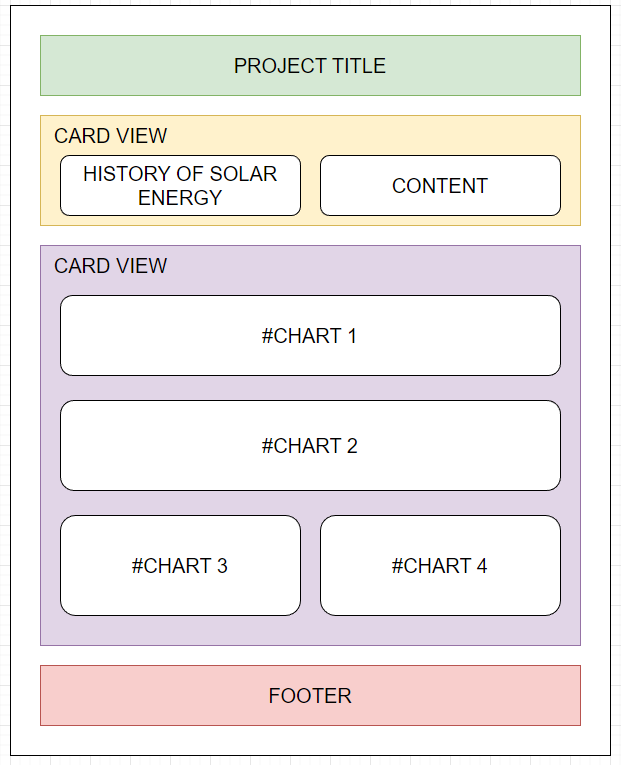 PROJECT TITLE
CARD VIEW
HISTORY OF SOLAR
ENERGY
CONTENT
CARD VIEW
#CHART 1
#CHART 2
#CHART 3
#CHART 4
FOOTER